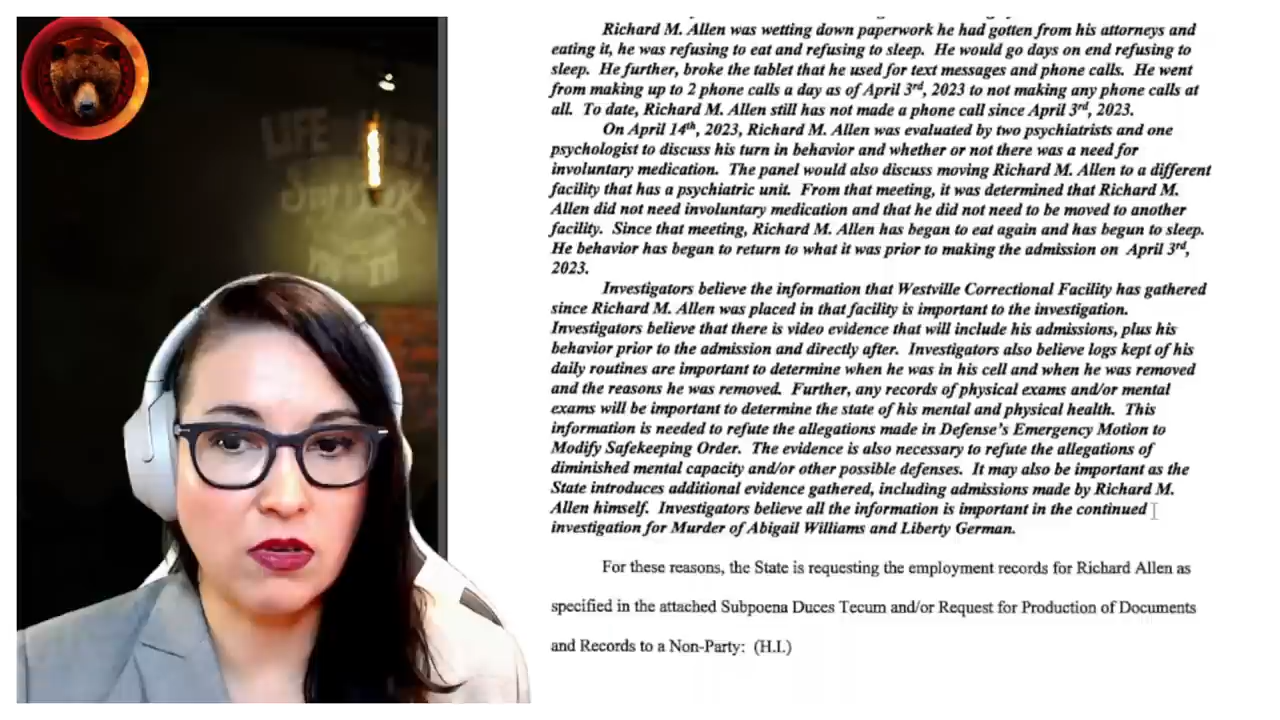 LIFE
Richard M. Allen was wetting down paperwork he had gotten from his attorneys and
eating it, he was refusing to eat and refusing to sleep. He would go days on end refusing to
sleep. He further, broke the tablet that he used for text messages and phone calls. He went
from making up to 2 phone calls a day as of April 3rd, 2023 to not making any phone calls at
all. To date, Richard M. Allen still has not made a phone call since April 3rd, 2023.
On April 14th, 2023, Richard M. Allen was evaluated by two psychiatrists and one
psychologist to discuss his turn in behavior and whether or not there was a need for
involuntary medication. The panel would also discuss moving Richard M. Allen to a different
facility that has a psychiatric unit. From that meeting, it was determined that Richard M.
Allen did not need involuntary medication and that he did not need to be moved to another
facility. Since that meeting, Richard M. Allen has began to eat again and has begun to sleep.
He behavior has began to return to what it was prior to making the admission on April 3rd,
2023.
Investigators believe the information that Westville Correctional Facility has gathered
since Richard M. Allen was placed in that facility is important to the investigation.
Investigators believe that there is video evidence that will include his admissions, plus his
behavior prior to the admission and directly after. Investigators also believe logs kept of his
daily routines are important to determine when he was in his cell and when he was removed
and the reasons he was removed. Further, any records of physical exams and/or mental
exams will be important to determine the state of his mental and physical health. This
information is needed to refute the allegations made in Defense's Emergency Motion to
Modify Safekeeping Order. The evidence is also necessary to refute the allegations of
diminished mental capacity and/or other possible defenses. It may also be important as the
State introduces additional evidence gathered, including admissions made by Richard M.
Allen himself. Investigators believe all the information is important in the continued
investigation for Murder of Abigail Williams and Liberty German.
For these reasons, the State is requesting the employment records for Richard Allen as
specified in the attached Subpoena Duces Tecum and/or Request for Production of Documents
and Records to a Non-Party: (H.I.)